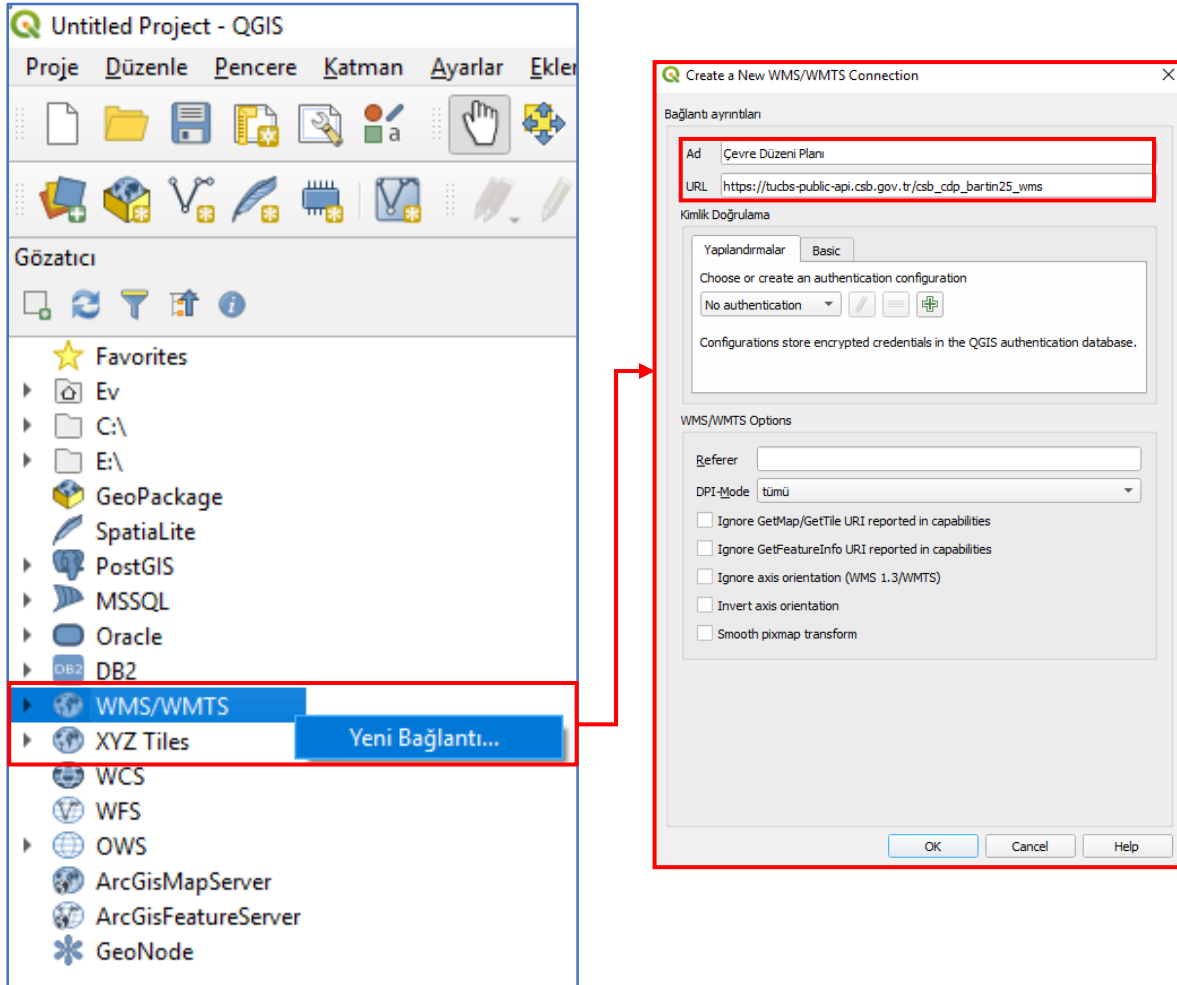 Untitled Project - QGIS
Proje Düzenle Pencere Katman Ayarlar Ekler
a
Gözatıcı
Favorites
Ev
C:\
E:\
GeoPackage
SpatiaLite
PostGIS
MSSQL
Oracle
DB2 DB2
WMS/WMTS
Yeni Bağlantı...
XYZ Tiles
WCS
WFS
OWS
ArcGisMapServer
ArcGisFeatureServer
GeoNode
Create a New WMS/WMTS Connection
Bağlantı ayrıntıları
Ad Çevre Düzeni Planı
URL https://tucbs-public-api.csb.gov.tr/csb_cdp_bartin25_wms
Kimlik Doğrulama
Yapılandırmalar Basic
Choose or create an authentication configuration
No authentication
Configurations store encrypted credentials in the QGIS authentication database.
WMS/WMTS Options
Referer
DPI-Mode tümü
Ignore GetMap/GetTile URI reported in capabilities
Ignore GetFeatureInfo URI reported in capabilities
Ignore axis orientation (WMS 1.3/WMTS)
Invert axis orientation
Smooth pixmap transform
OK Cancel Help